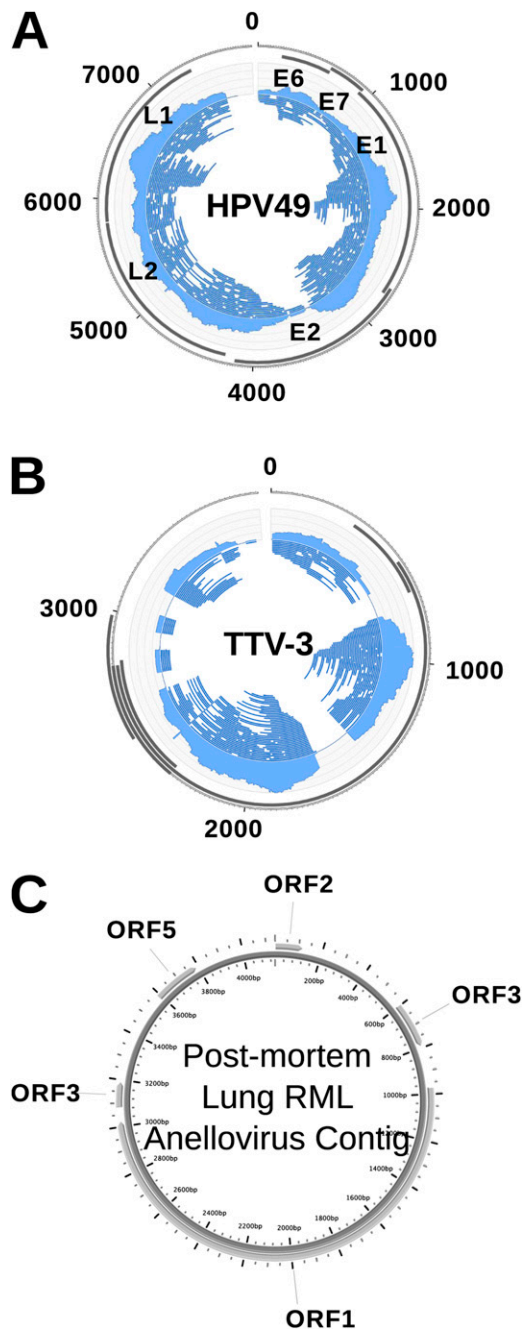 A
0
7000
1000
E6
L1
E7
E1
6000
HPV49
2000
L2
5000
E2
3000
4000
B
0
3000
TTV-3
1000
2000
C
ORF2
ORF5
ORF3
ORF3
ORF1
4000bp
200bp
400bp
600bp
800bp
1000bp
1200bp
1400bp
1600bp
1800bp
2000bp
2200bp
2400bp
2600bp
2800bp
3000bp
3200bp
3400bp
3600bp
3800bp
Post-mortem
Lung RML
Anellovirus Contig